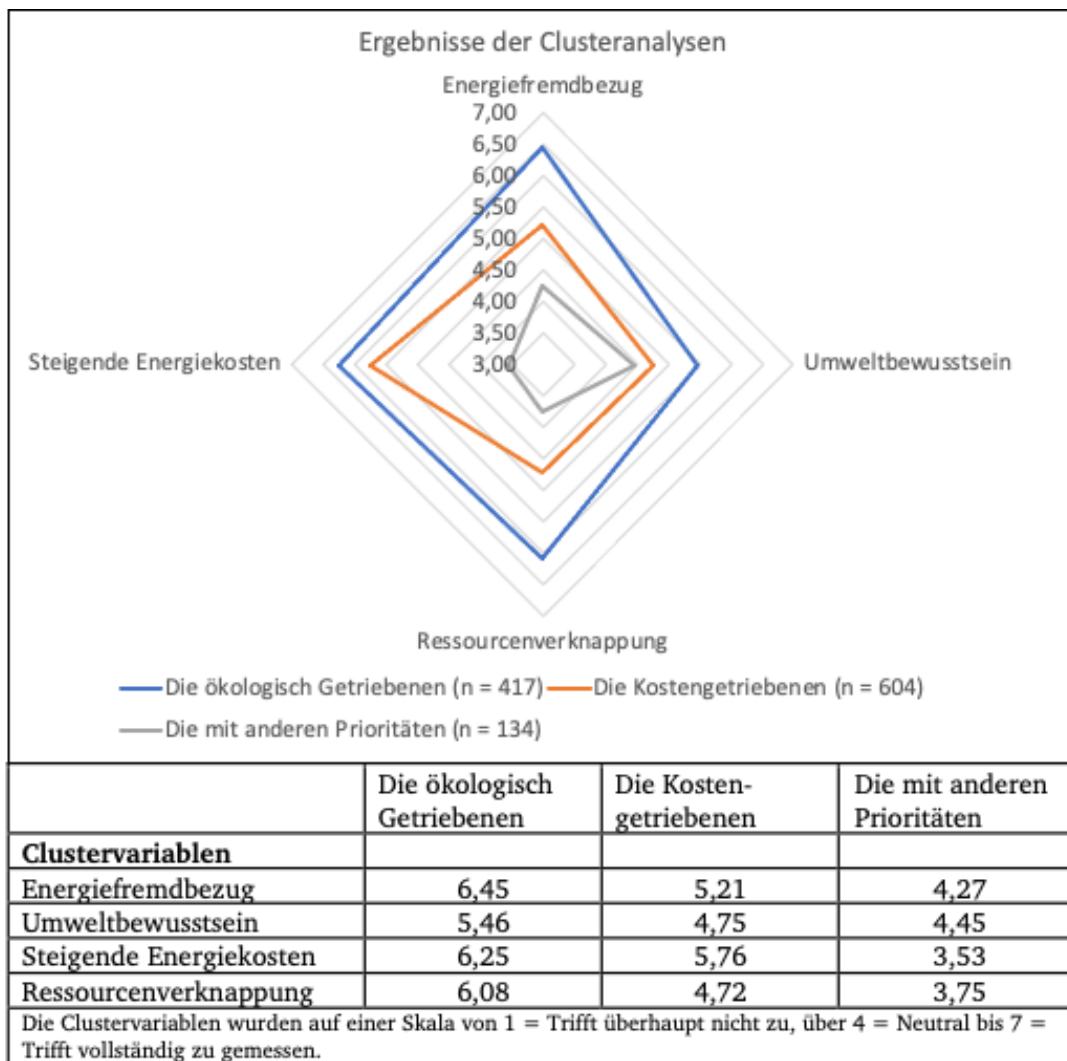 Ergebnisse der Clusteranalysen
Energiefremdbezug
7,00
6,50
6,00
5,50
5,00
4,50
4,00
3,50
Steigende Energiekosten 3,00 Umweltbewusstsein
Ressourcenverknappung
Die ökologisch Getriebenen (n = 417) Die Kostengetriebenen (n = 604)
Die mit anderen Prioritäten (n = 134)
Die ökologisch Die Kosten- Die mit anderen
Getriebenen getriebenen Prioritäten
Clustervariablen
Energiefremdbezug 6,45 5,21 4,27
Umweltbewusstsein 5,46 4,75 4,45
Steigende Energiekosten 6,25 5,76 3,53
Ressourcenverknappung 6,08 4,72 3,75
Die Clustervariablen wurden auf einer Skala von 1 = Trifft überhaupt nicht zu, über 4 = Neutral bis 7 =
Trifft vollständig zu gemessen.